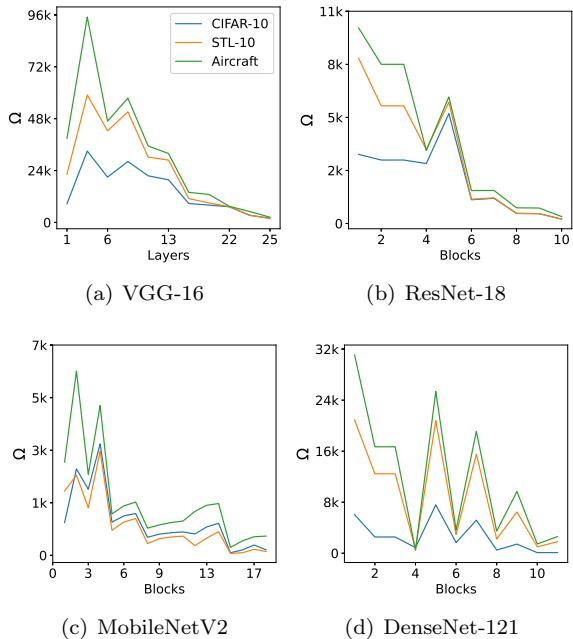 96k
72k
48k
24k
0
Ω
1 6 13 22 25
Layers
CIFAR-10
STL-10
Aircraft
(a) VGG-16
11k
8k
5k
2k
0
Ω
2 4 6 8 10
Blocks
(b) ResNet-18
7k
5k
3k
1k
0
Ω
0 3 6 9 13 17
Blocks
(c) MobileNetV2
32k
24k
16k
8k
0
Ω
2 4 6 8 10
Blocks
(d) DenseNet-121